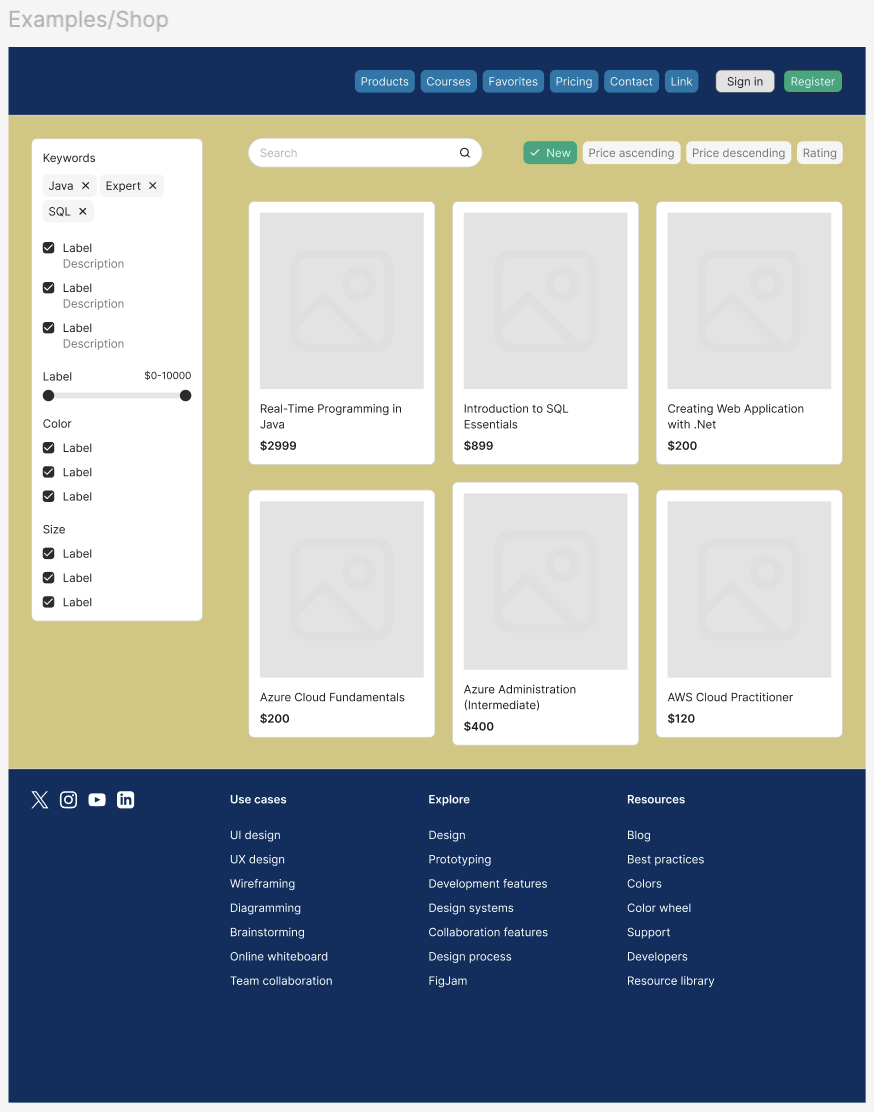 Examples/Shop
Products Courses Favorites Pricing Contact Link Sign in Register
Keywords
Java
Expert
SQL
Label
Description
Label
Description
Label
Description
Label $0-10000
Color
Label
Label
Label
Size
Label
Label
Label
Search
New Price ascending Price descending Rating
Real-Time Programming in
Java
$2999
Introduction to SQL
Essentials
$899
Creating Web Application
with .Net
$200
Azure Cloud Fundamentals
$200
Azure Administration
(Intermediate)
$400
AWS Cloud Practitioner
$120
Use cases
UI design
UX design
Wireframing
Diagramming
Brainstorming
Online whiteboard
Team collaboration
Explore
Design
Prototyping
Development features
Design systems
Collaboration features
Design process
FigJam
Resources
Blog
Best practices
Colors
Color wheel
Support
Developers
Resource library